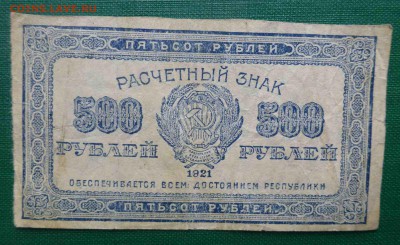 ПЯТЬСОТ РУБЛЕЙ
РАСЧЕТНЫЙ ЗНАК
500 500
РУБЛЕЙ РУБЛЕЙ
1921
ОБЕСПЕЧИВАЕТСЯ ВСЕМ ДОСТОЯНИЕМ РЕСПУБЛИКИ
ПЯТЬСОТ РУБЛЕЙ